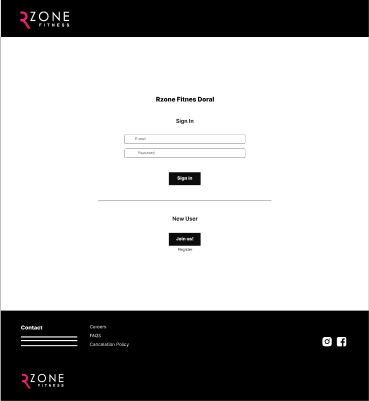 RZONE
FITNESS
Rzone Fitnes Doral
Sign In
E-mail
Password
Sign in
New User
Join us!
Register
Contact
Careers
FAQS
Cancelation Policy
RZONE
FITNESS